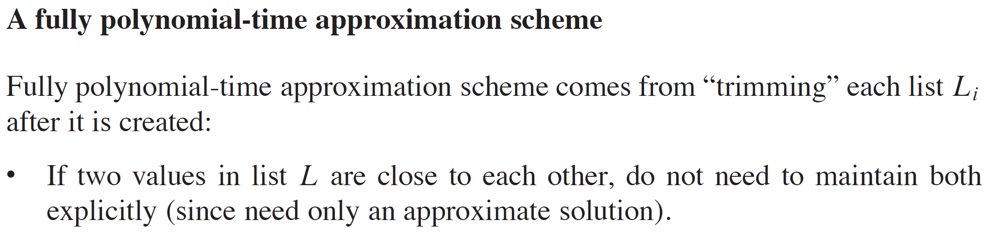 A fully polynomial-time approximation scheme
Fully polynomial-time approximation scheme comes from “trimming” each list L_i
after it is created:
• If two values in list L are close to each other, do not need to maintain both
explicitly (since need only an approximate solution).